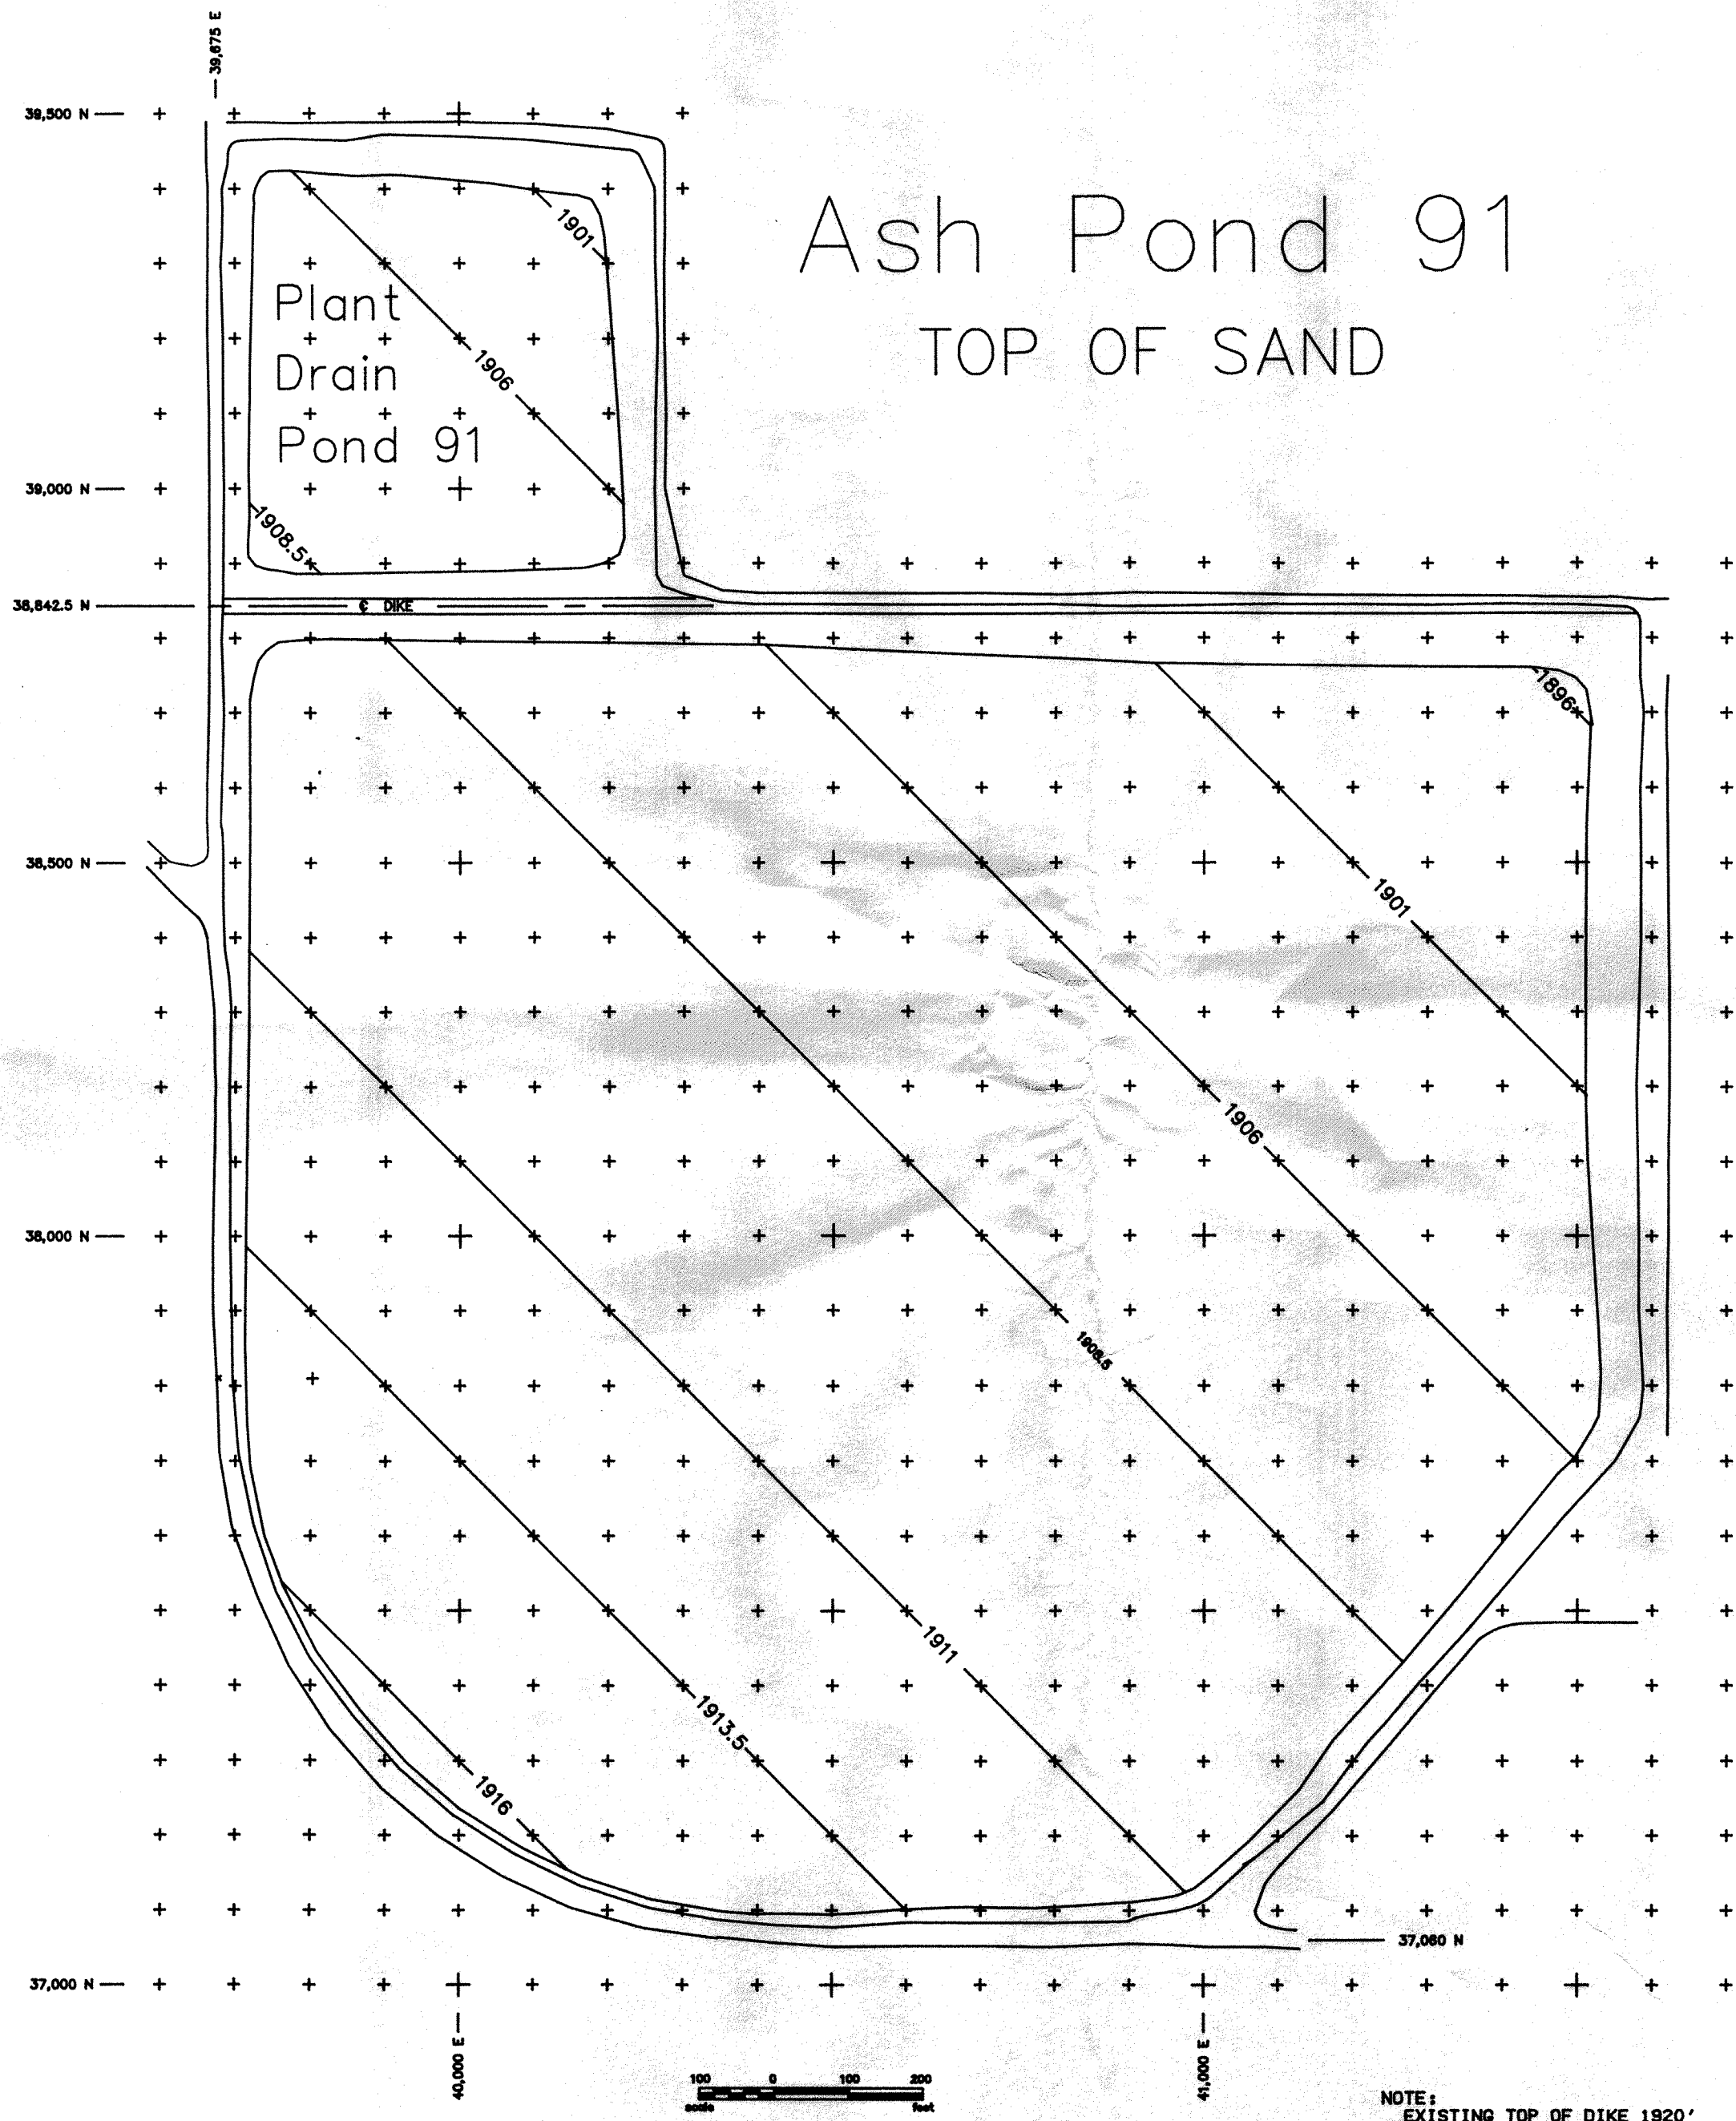 39,675 E
39,500 N
Ash Pond 91
TOP OF SAND
1901
Plant
Drain
Pond 91
1906
39,000 N
1908.5
38,842.5 N
℄ DIKE
1896
38,500 N
1901
1906
38,000 N
1908.5
1911
1913.5
1916
37,060 N
37,000 N
40,000 E
41,000 E
100 0 100 200
scale feet
NOTE:
EXISTING TOP OF DIKE 1920'